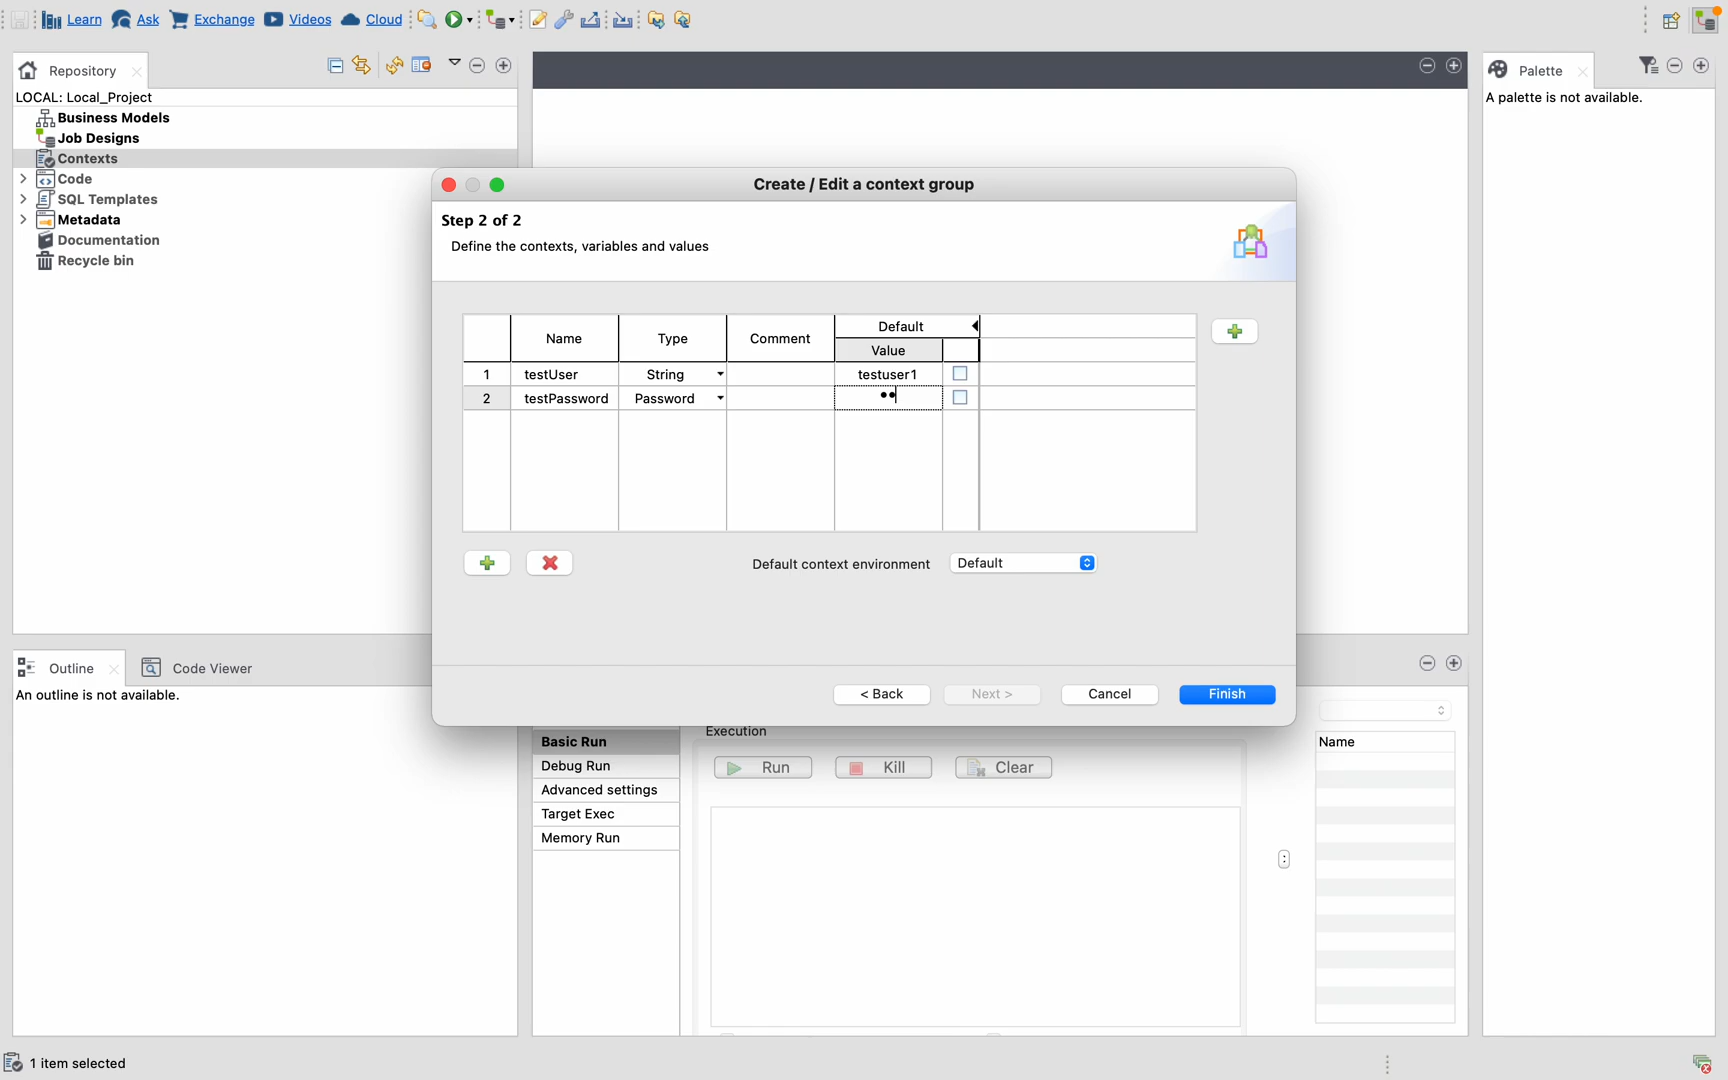 Learn Ask Exchange Videos Cloud
Repository
LOCAL: Local_Project
Business Models
Job Designs
Contexts
Code
SQL Templates
Metadata
Documentation
Recycle bin
Palette
A palette is not available.
Create / Edit a context group
Step 2 of 2
Define the contexts, variables and values
Name Type Comment Default
Value
1 testUser String testuser1
2 testPassword Password ••
Default context environment Default
< Back Next > Cancel Finish
Outline Code Viewer
An outline is not available.
Execution
Basic Run
Debug Run
Advanced settings
Target Exec
Memory Run
Run Kill Clear
Name
1 item selected